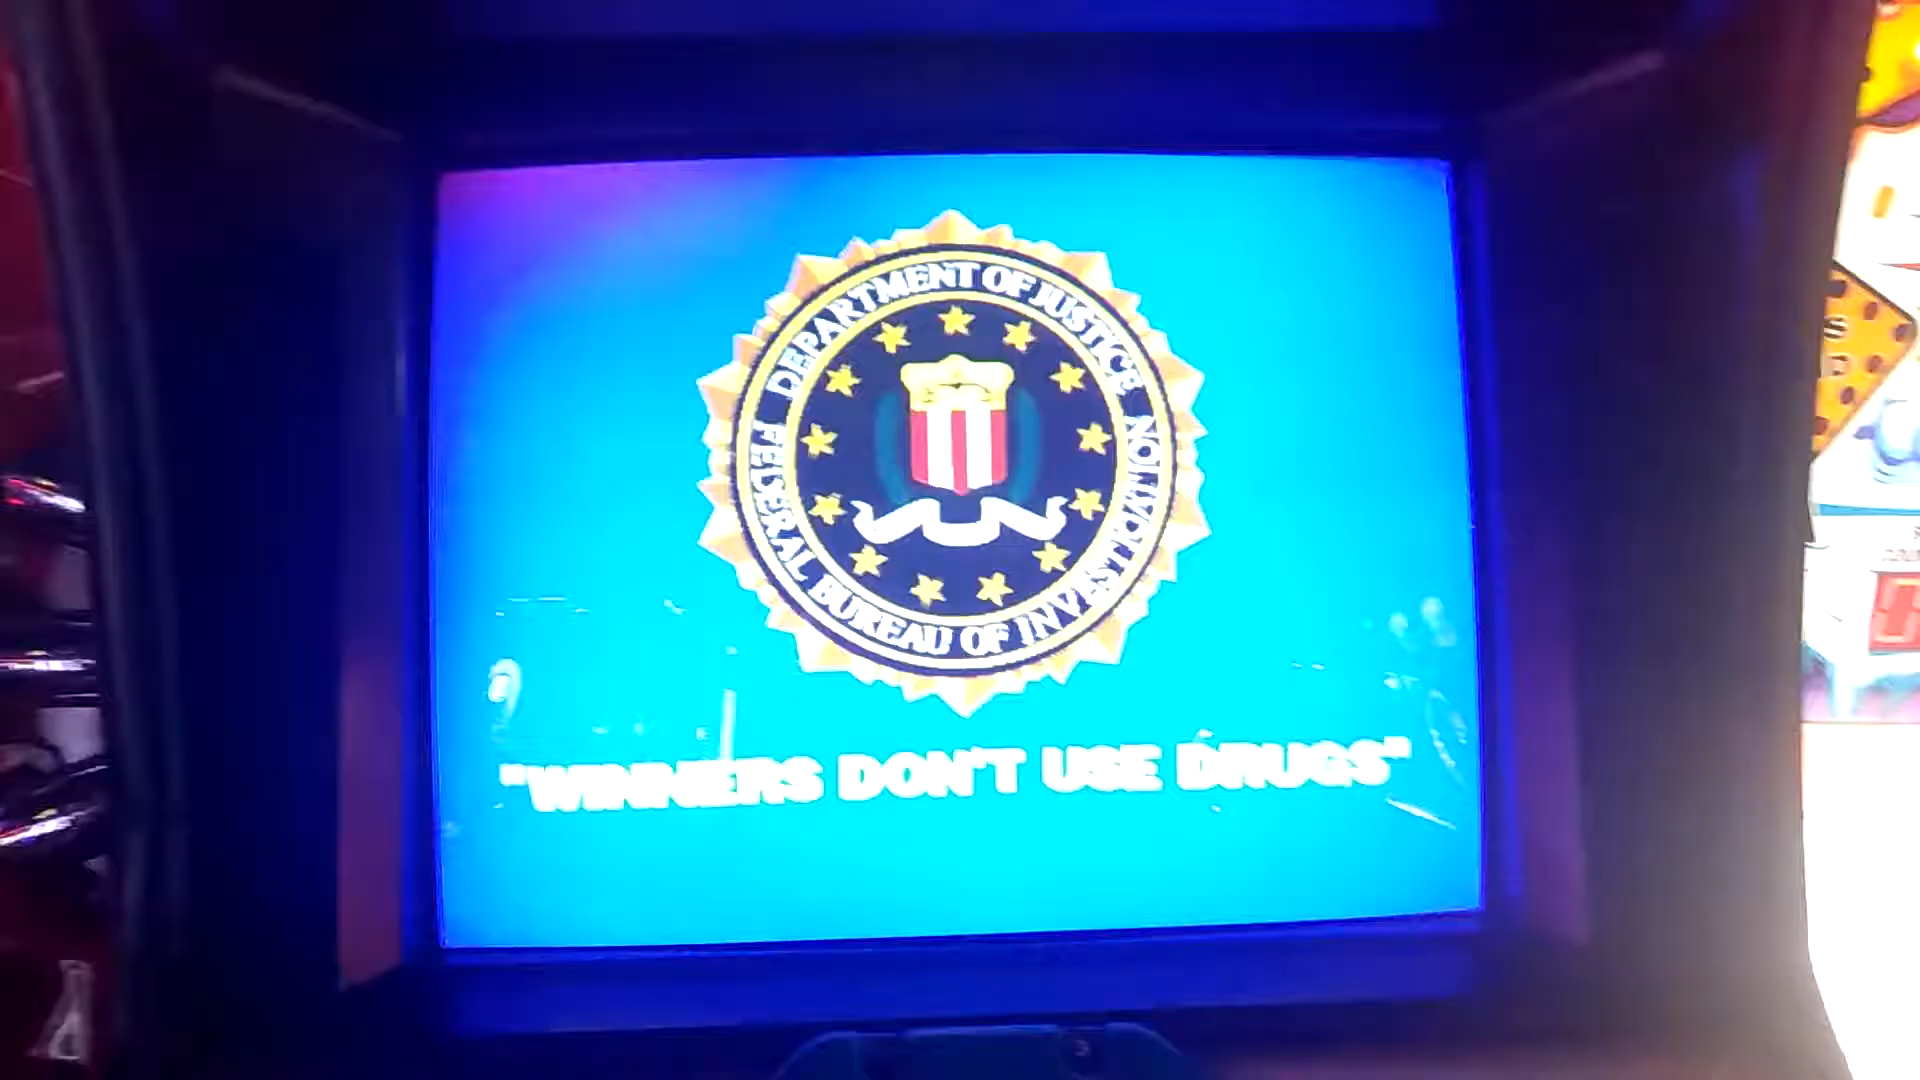 DEPARTMENT OF JUSTICE
FEDERAL BUREAU OF INVESTIGATION
"WINNERS DON'T USE DRUGS"